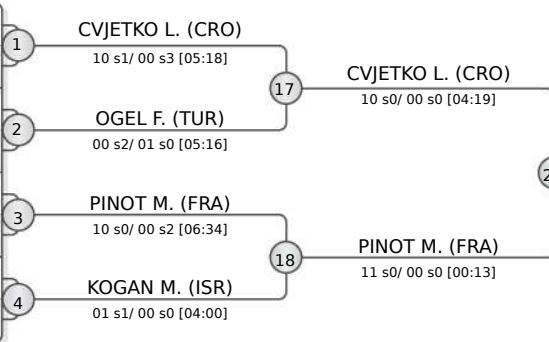 CVJETKO L. (CRO)
1
10 s1/ 00 s3 [05:18]
17
CVJETKO L. (CRO)
10 s0/ 00 s0 [04:19]
OGEL F. (TUR)
2
00 s2/ 01 s0 [05:16]
2
PINOT M. (FRA)
3
10 s0/ 00 s2 [06:34]
18
PINOT M. (FRA)
11 s0/ 00 s0 [00:13]
KOGAN M. (ISR)
4
01 s1/ 00 s0 [04:00]